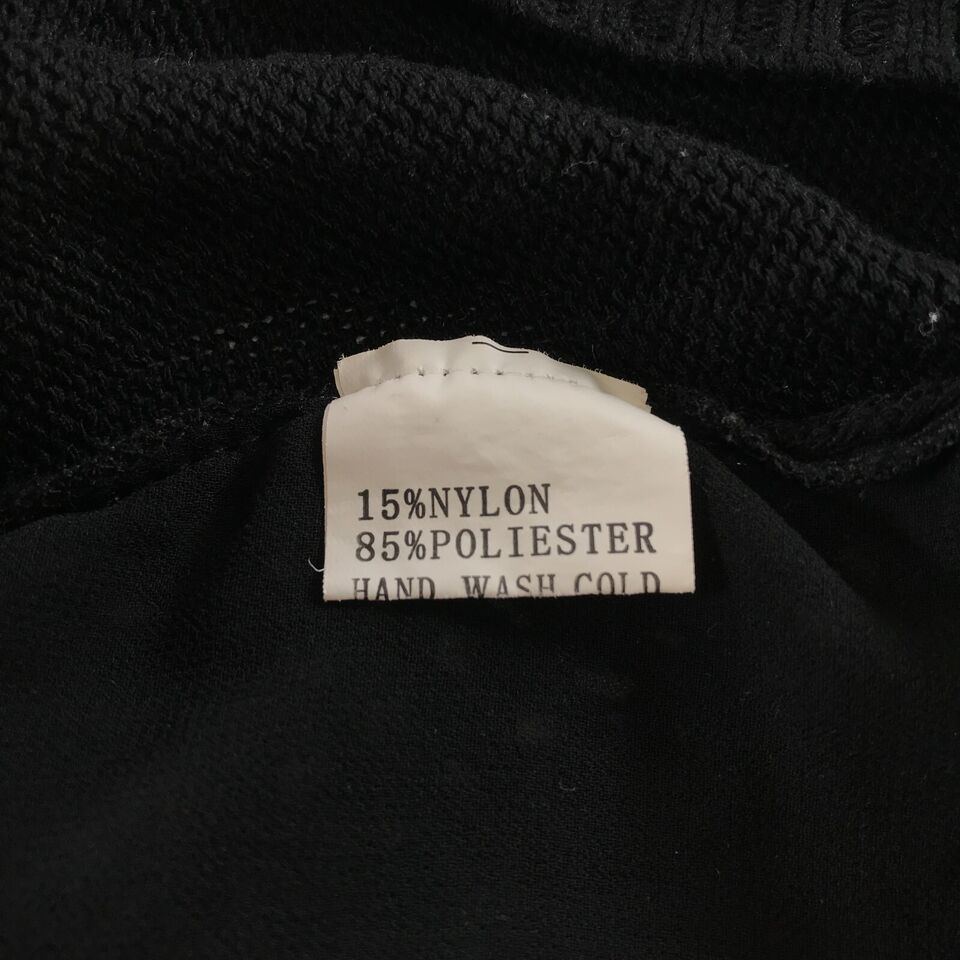 15%NYLON
85%POLIESTER
HAND WASH COLD